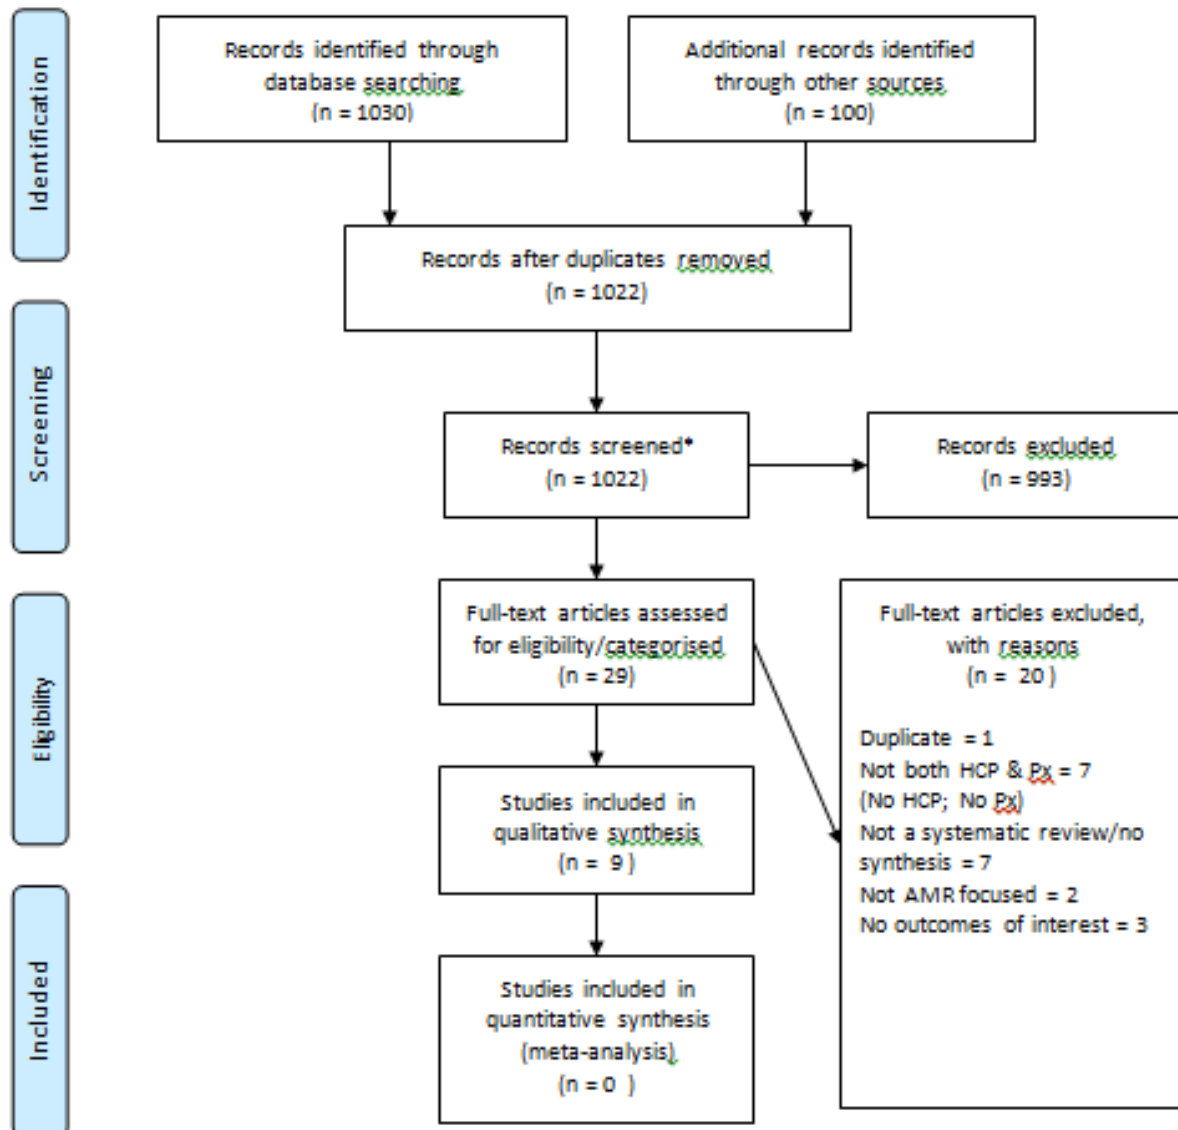 Identification
Records identified through
database searching
(n = 1030)
Additional records identified
through other sources
(n = 100)
Records after duplicates removed
(n = 1022)
Screening
Records screened*
(n = 1022)
Records excluded
(n = 993)
Eligibility
Full-text articles assessed
for eligibility/categorised
(n = 29)
Full-text articles excluded,
with reasons
(n = 20 )
Duplicate = 1
Not both HCP & Px = 7
(No HCP; No Px)
Not a systematic review/no
synthesis = 7
Not AMR focused = 2
No outcomes of interest = 3
Studies included in
qualitative synthesis
(n = 9 )
Included
Studies included in
quantitative synthesis
(meta-analysis)
(n = 0 )